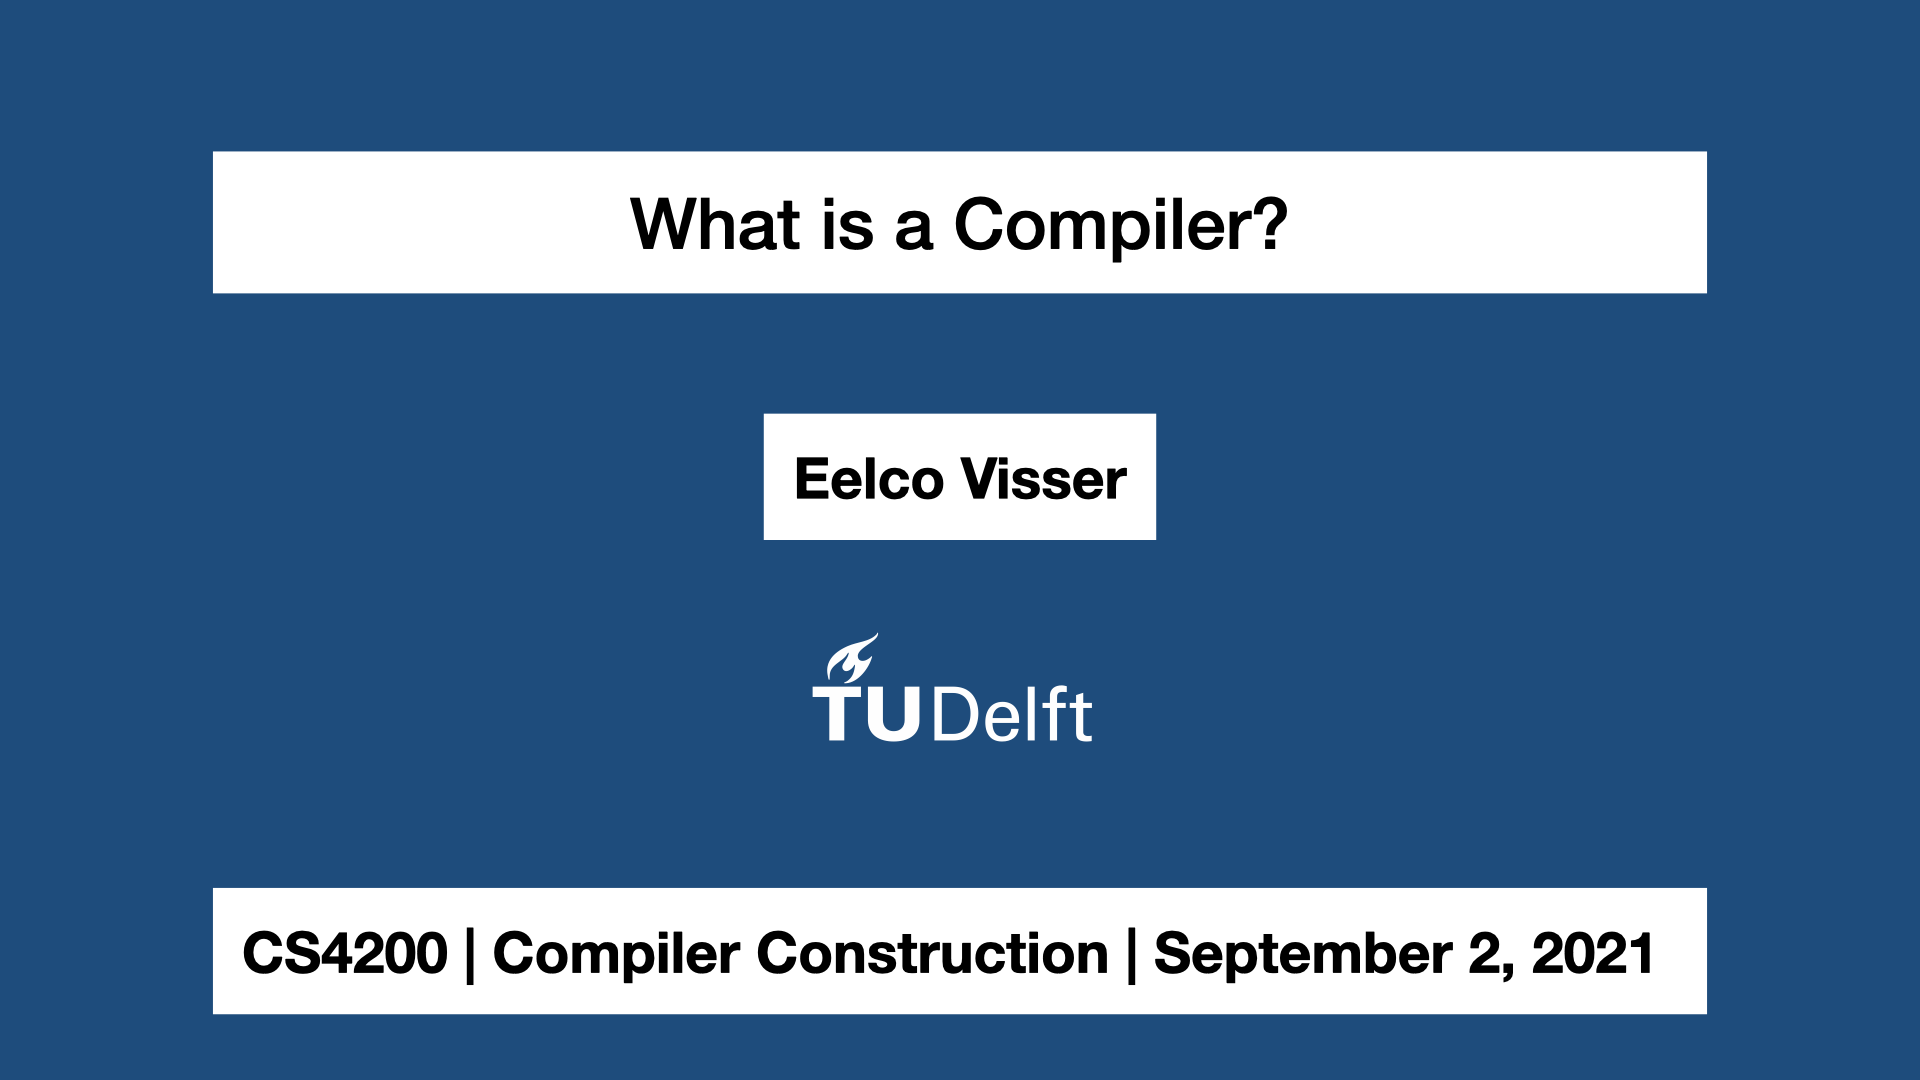 What is a Compiler?
Eelco Visser
TU Delft
CS4200 | Compiler Construction | September 2, 2021